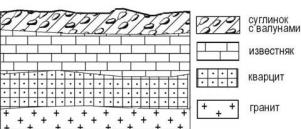 суглинок
с валунами
известняк
кварцит
гранит